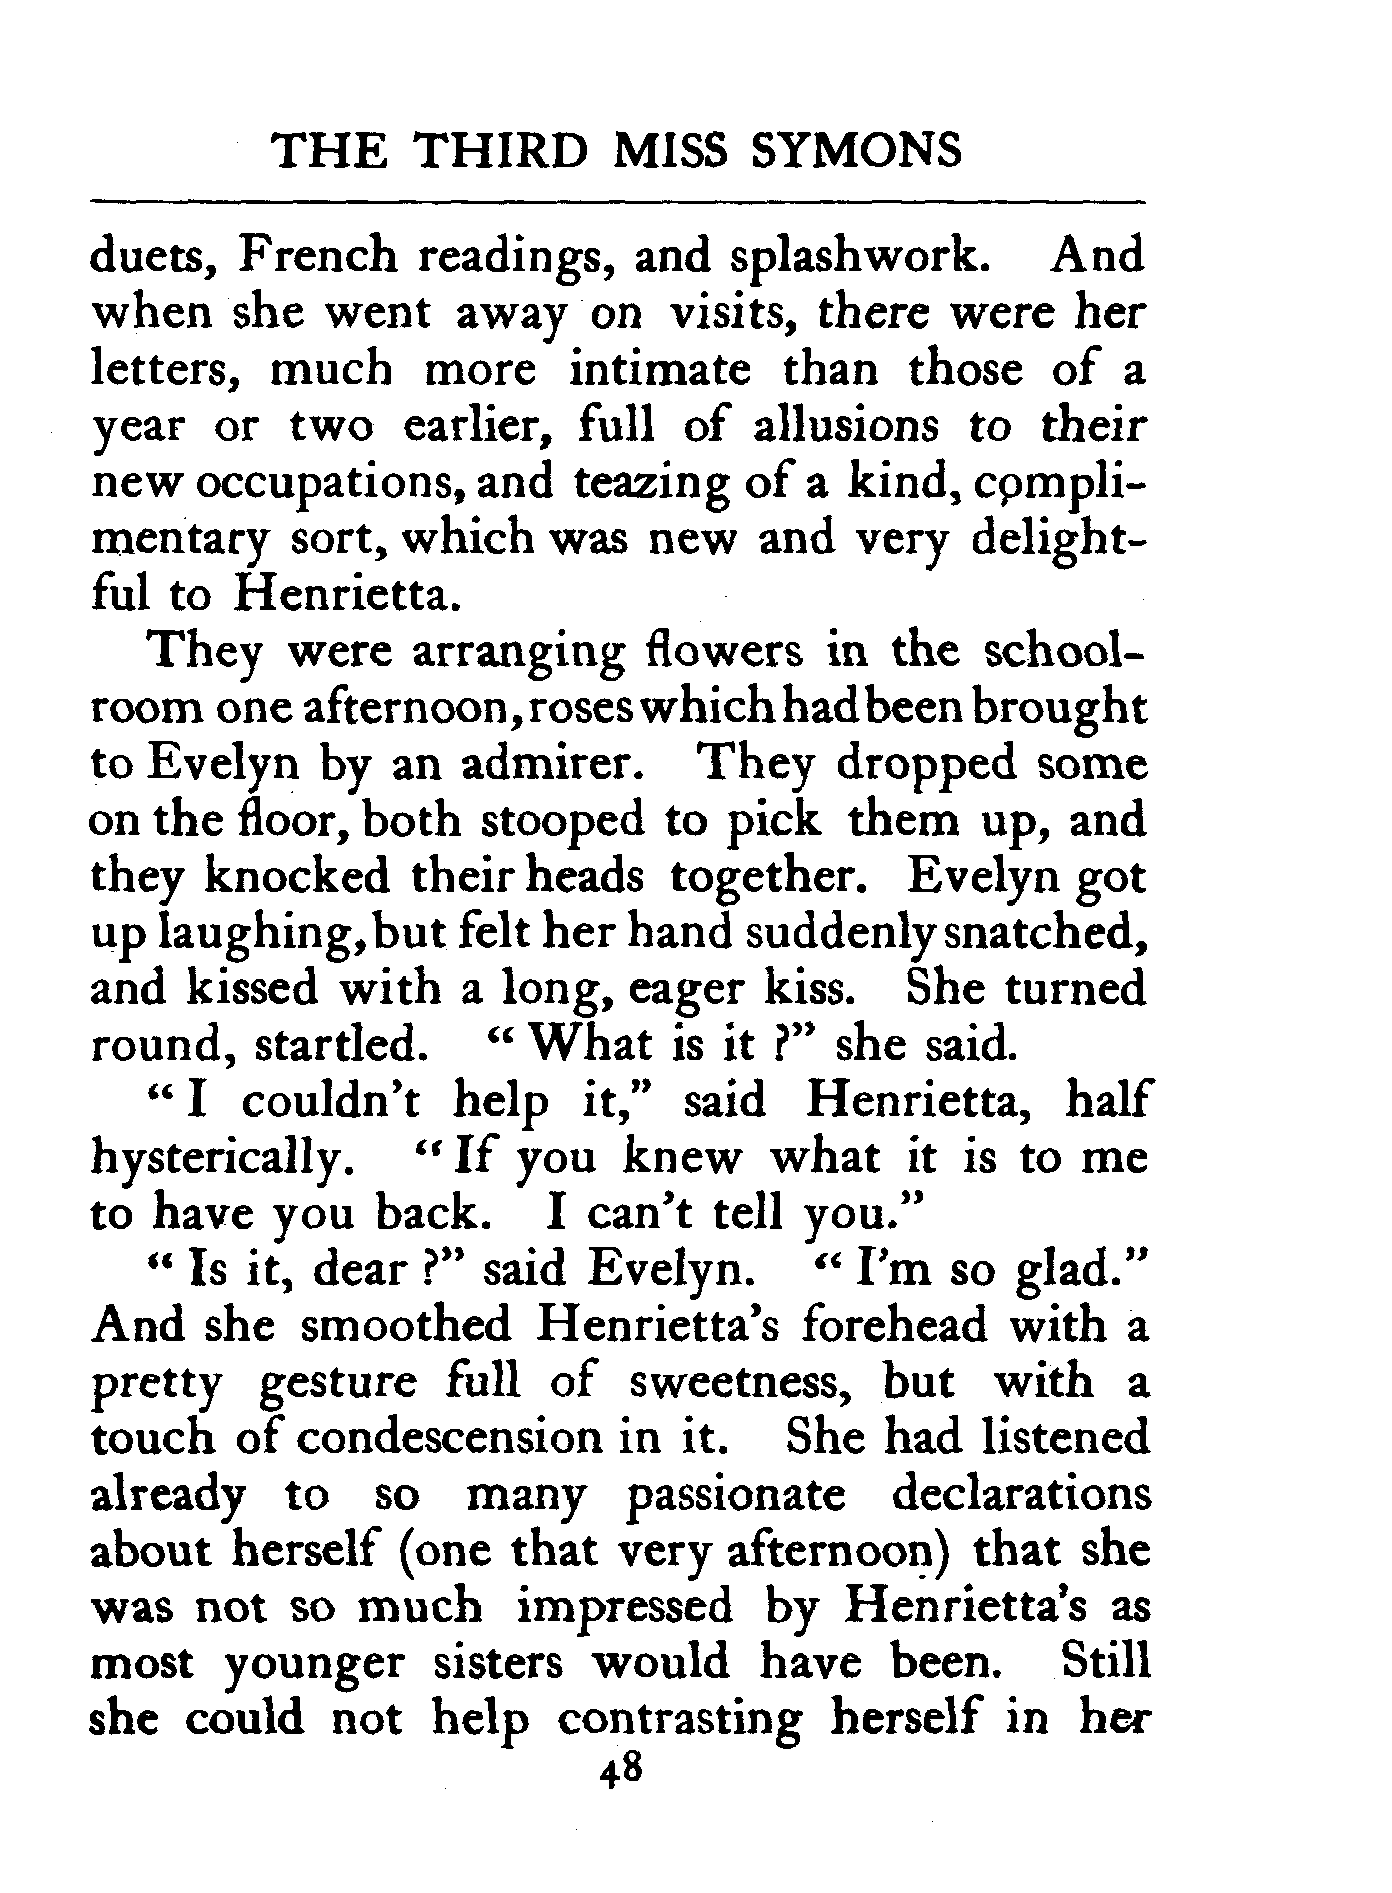 THE THIRD MISS SYMONS
duets, French readings, and splashwork. And
when she went away on visits, there were her
letters, much more intimate than those of a
year or two earlier, full of allusions to their
new occupations, and teazing of a kind, compli-
mentary sort, which was new and very delight-
ful to Henrietta.
They were arranging flowers in the school-
room one afternoon, roses which had been brought
to Evelyn by an admirer. They dropped some
on the floor, both stooped to pick them up, and
they knocked their heads together. Evelyn got
up laughing, but felt her hand suddenly snatched,
and kissed with a long, eager kiss. She turned
round, startled. “ What is it ?” she said.
“ I couldn’t help it,” said Henrietta, half
hysterically. “ If you knew what it is to me
to have you back. I can’t tell you.”
“ Is it, dear ?” said Evelyn. “ I’m so glad.”
And she smoothed Henrietta’s forehead with a
pretty gesture full of sweetness, but with a
touch of condescension in it. She had listened
already to so many passionate declarations
about herself (one that very afternoon) that she
was not so much impressed by Henrietta’s as
most younger sisters would have been. Still
she could not help contrasting herself in her
48